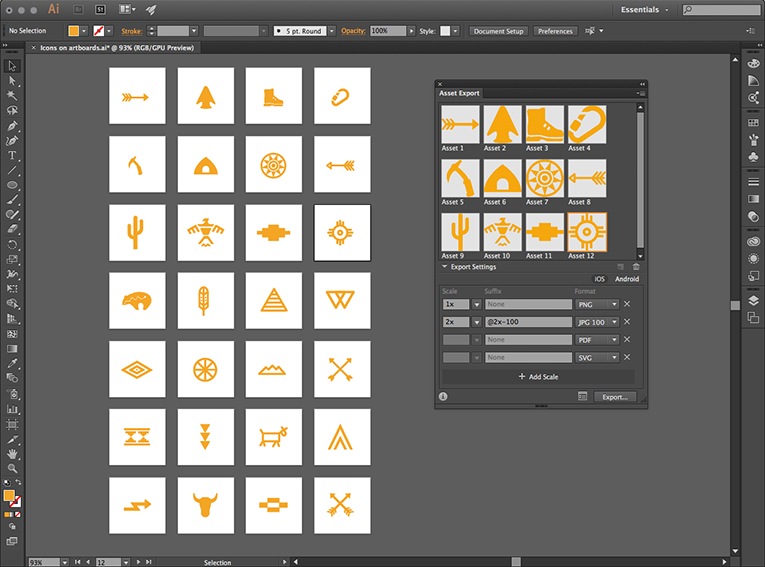 Ai Br St Essentials
No Selection Stroke: 5 pt. Round Opacity: 100% Style: Document Setup Preferences
× Icons on artboards.ai* @ 93% (RGB/GPU Preview)
Asset Export
Asset 1 Asset 2 Asset 3 Asset 4
Asset 5 Asset 6 Asset 7 Asset 8
Asset 9 Asset 10 Asset 11 Asset 12
Export Settings
iOS Android
Scale Suffix Format
1x None PNG
2x @2x-100 JPG 100
None PDF
None SVG
+ Add Scale
Export...
93% 12 Selection